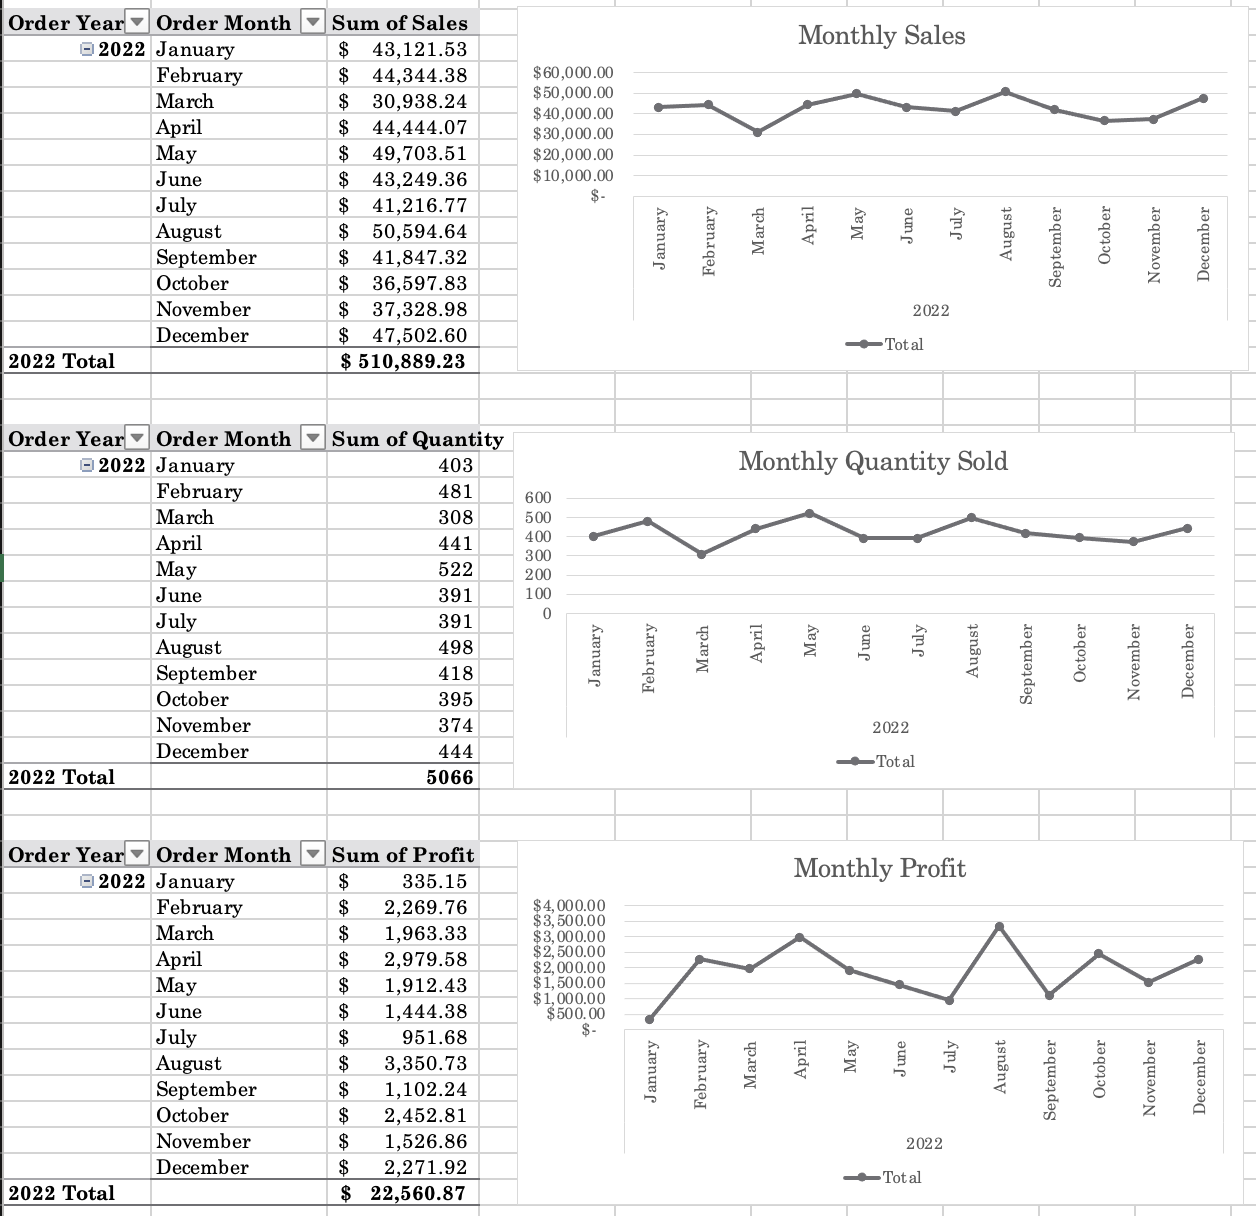 Order Year Order Month Sum of Sales
2022 January $ 43,121.53
February $ 44,344.38
March $ 30,938.24
April $ 44,444.07
May $ 49,703.51
June $ 43,249.36
July $ 41,216.77
August $ 50,594.64
September $ 41,847.32
October $ 36,597.83
November $ 37,328.98
December $ 47,502.60
2022 Total $ 510,889.23
Monthly Sales
$60,000.00
$50,000.00
$40,000.00
$30,000.00
$20,000.00
$10,000.00
$-
January February March April May June July August September October November December
2022
Total
Order Year Order Month Sum of Quantity
2022 January 403
February 481
March 308
April 441
May 522
June 391
July 391
August 498
September 418
October 395
November 374
December 444
2022 Total 5066
Monthly Quantity Sold
600
500
400
300
200
100
0
January February March April May June July August September October November December
2022
Total
Order Year Order Month Sum of Profit
2022 January $ 335.15
February $ 2,269.76
March $ 1,963.33
April $ 2,979.58
May $ 1,912.43
June $ 1,444.38
July $ 951.68
August $ 3,350.73
September $ 1,102.24
October $ 2,452.81
November $ 1,526.86
December $ 2,271.92
2022 Total $ 22,560.87
Monthly Profit
$4,000.00
$3,500.00
$3,000.00
$2,500.00
$2,000.00
$1,500.00
$1,000.00
$500.00
$-
January February March April May June July August September October November December
2022
Total